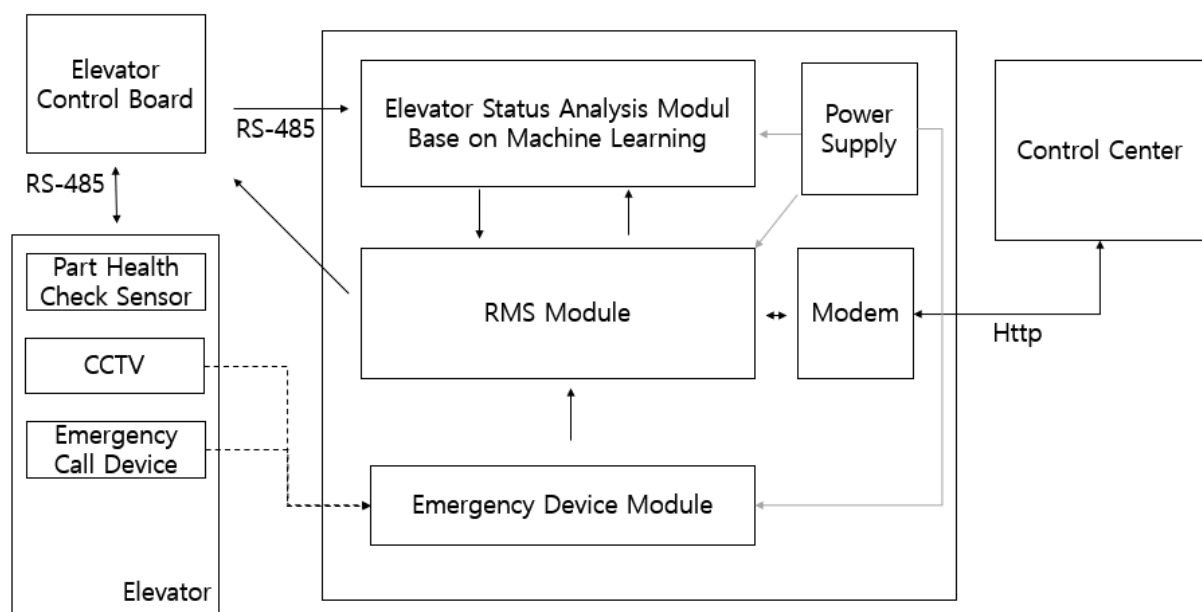 Elevator
Control Board
RS-485
RS-485
Part Health
Check Sensor
CCTV
Emergency
Call Device
Elevator
Elevator Status Analysis Modul
Base on Machine Learning
Power
Supply
RMS Module
Modem
Emergency Device Module
Control Center
Http